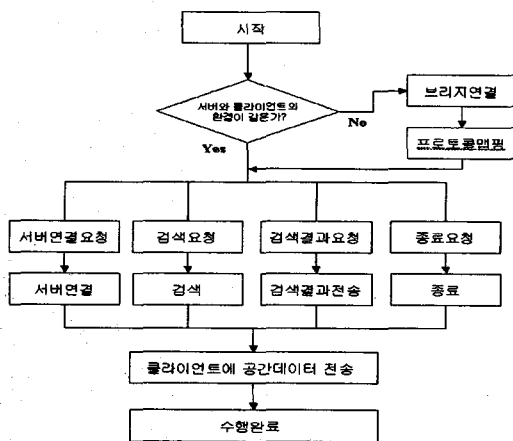 시작
서버와 클라이언트의
환경이 같은가?
No
Yes
브리지연결
프로토콜맵핑
서버연결요청
검색요청
검색결과요청
종료요청
서버연결
검색
검색결과전송
종료
클라이언트에 공간데이터 전송
수행완료